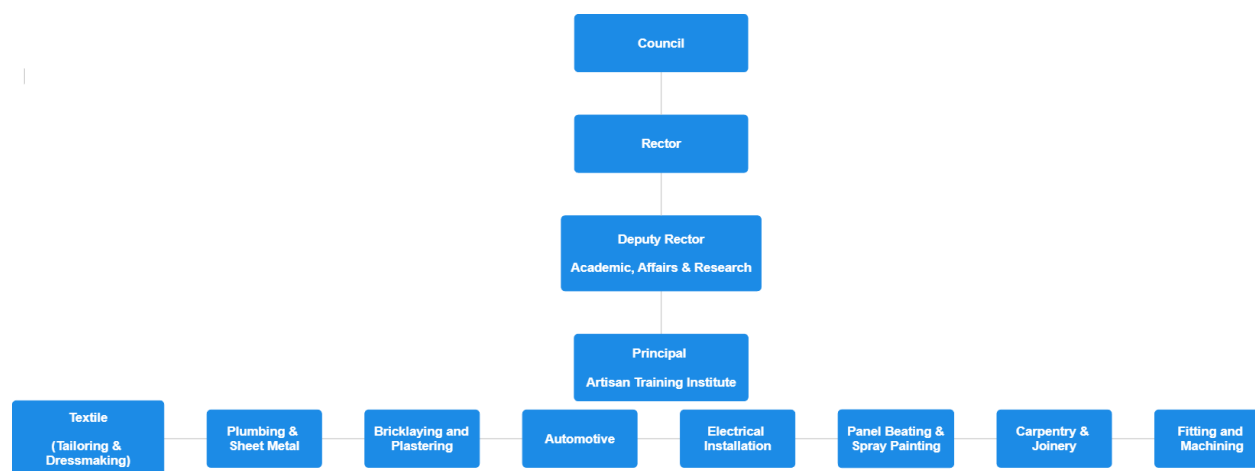 Council
Rector
Deputy Rector
Academic, Affairs & Research
Principal
Artisan Training Institute
Textile
(Tailoring &
Dressmaking)
Plumbing &
Sheet Metal
Bricklaying and
Plastering
Automotive
Electrical
Installation
Panel Beating &
Spray Painting
Carpentry &
Joinery
Fitting and
Machining